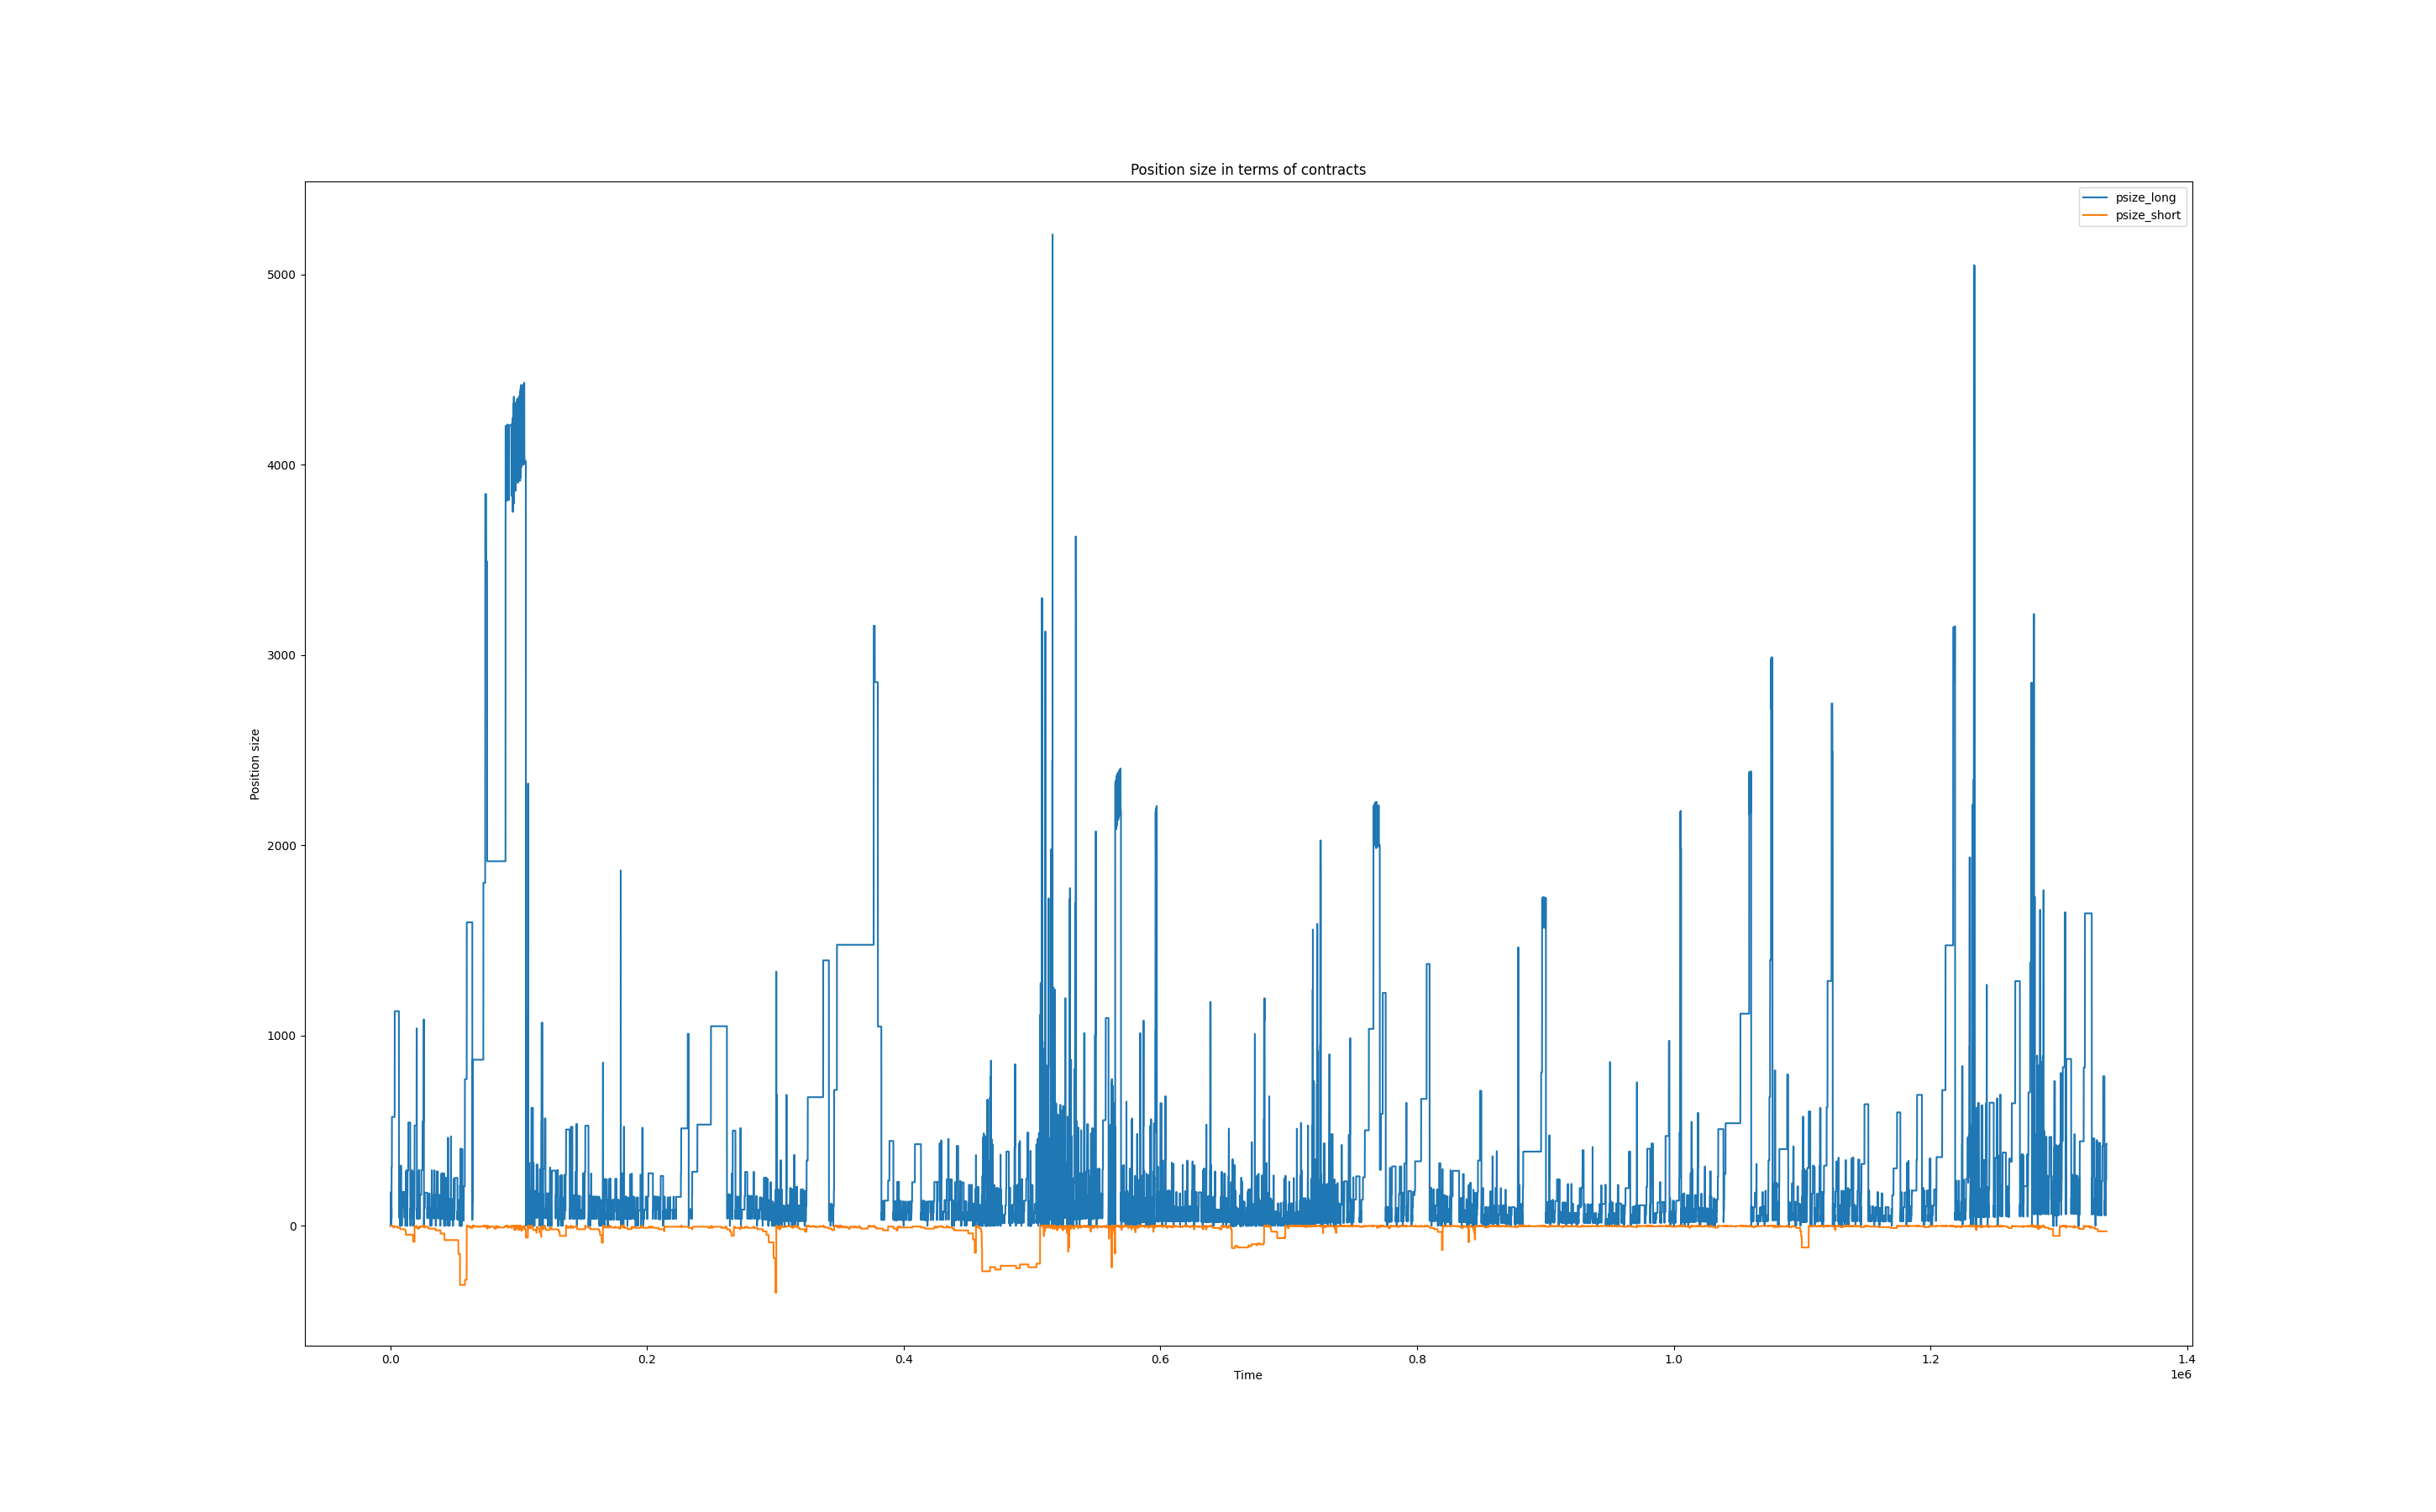 Position size in terms of contracts
psize_long
psize_short
5000
4000
3000
2000
1000
0
Position size
0.0 0.2 0.4 0.6 0.8 1.0 1.2 1.4
1e6
Time